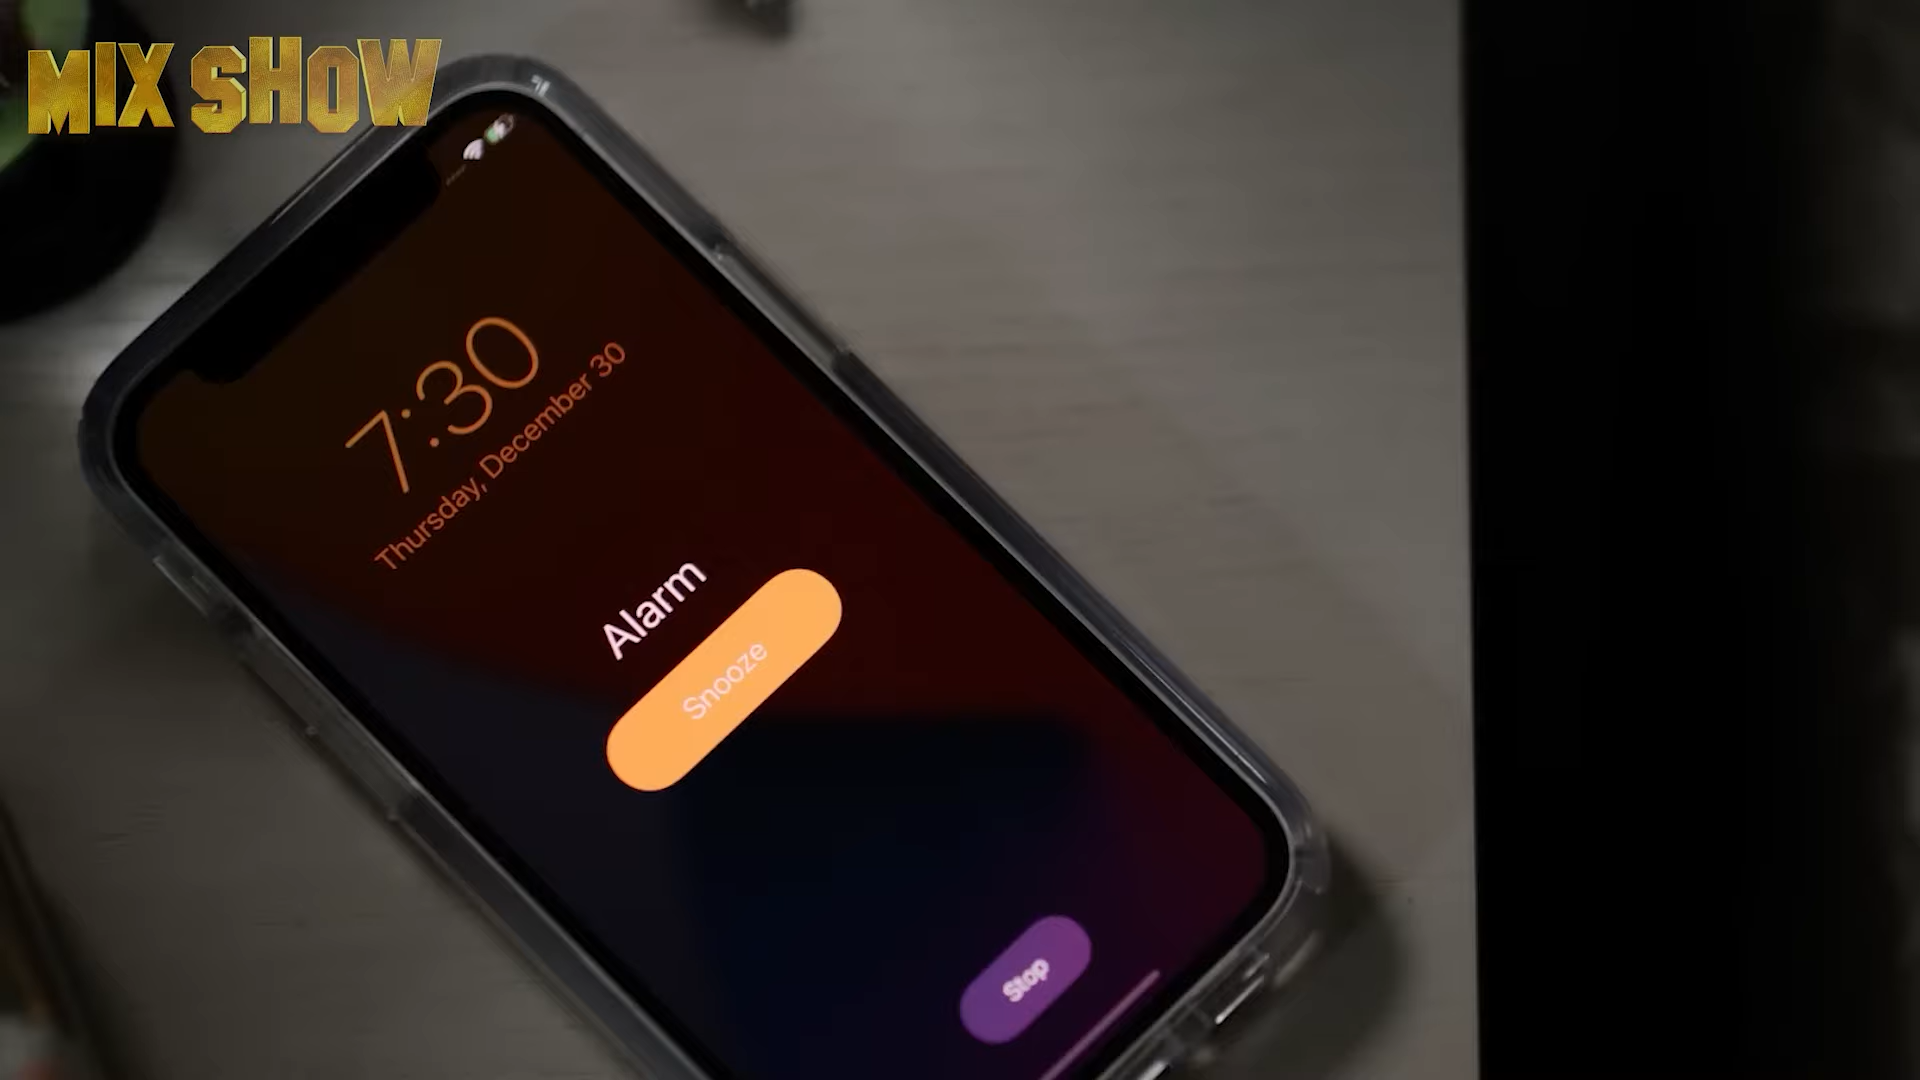 MIX SHOW
7:30
Thursday, December 30
Alarm
Snooze
Stop